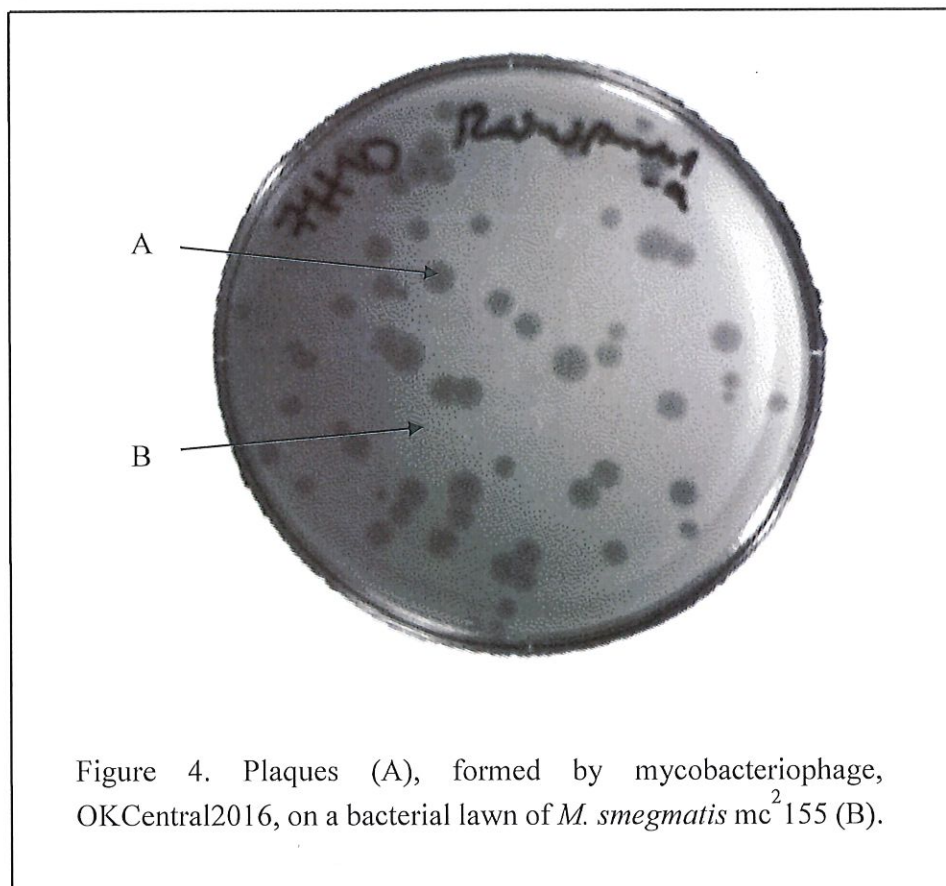 A
B
Figure 4. Plaques (A), formed by mycobacteriophage,
OKCentral2016, on a bacterial lawn of M. smegmatis mc²155 (B).